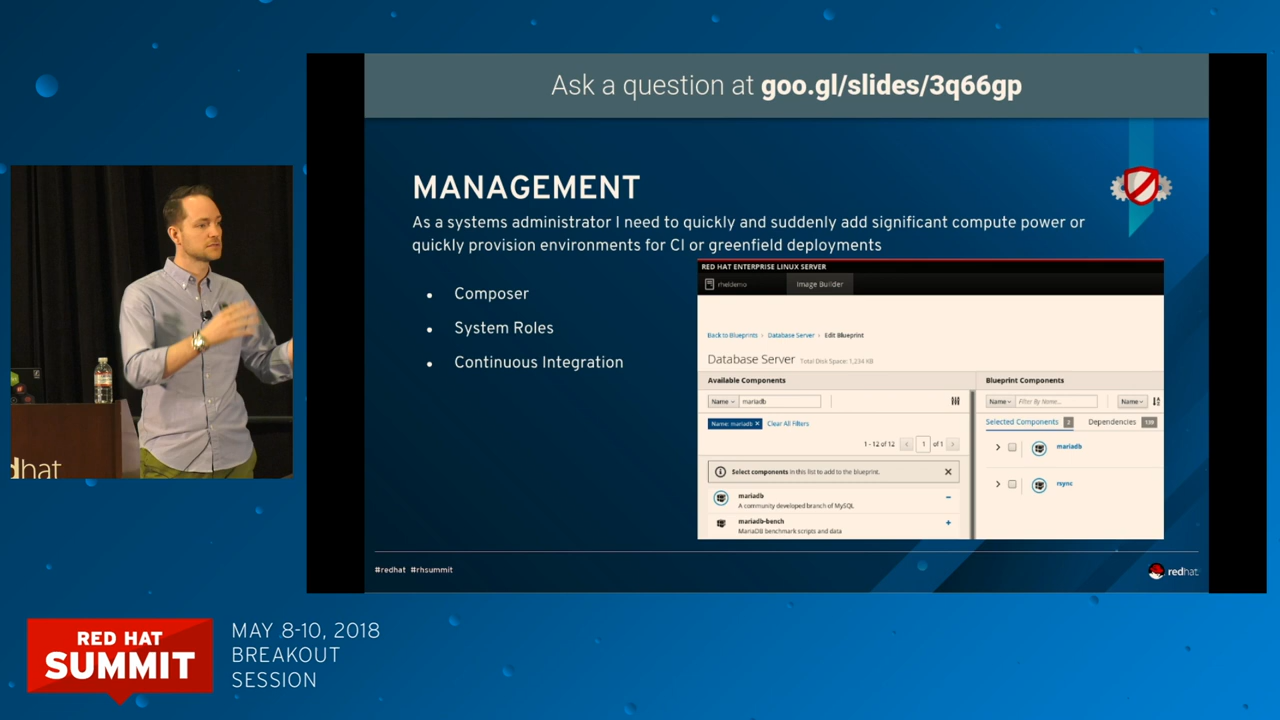 Ask a question at goo.gl/slides/3q66gp
MANAGEMENT
As a systems administrator I need to quickly and suddenly add significant compute power or
quickly provision environments for CI or greenfield deployments
• Composer
• System Roles
• Continuous Integration
RED HAT ENTERPRISE LINUX SERVER
rheldemo
Image Builder
Back to Blueprints › Database Server › Edit Blueprint
Database Server Total Disk Space: 1,234 KB
Available Components
Name mariadb
Name: mariadb × Clear All Filters
1 - 12 of 12 < 1 of 1 >
Select components in this list to add to the blueprint.
mariadb
A community developed branch of MySQL
mariadb-bench
MariaDB benchmark scripts and data
Blueprint Components
Name Filter By Name... Name
Selected Components 2 Dependencies 139
mariadb
rsync
#redhat #rhsummit
redhat
dhat
RED HAT
SUMMIT
MAY 8-10, 2018
BREAKOUT
SESSION